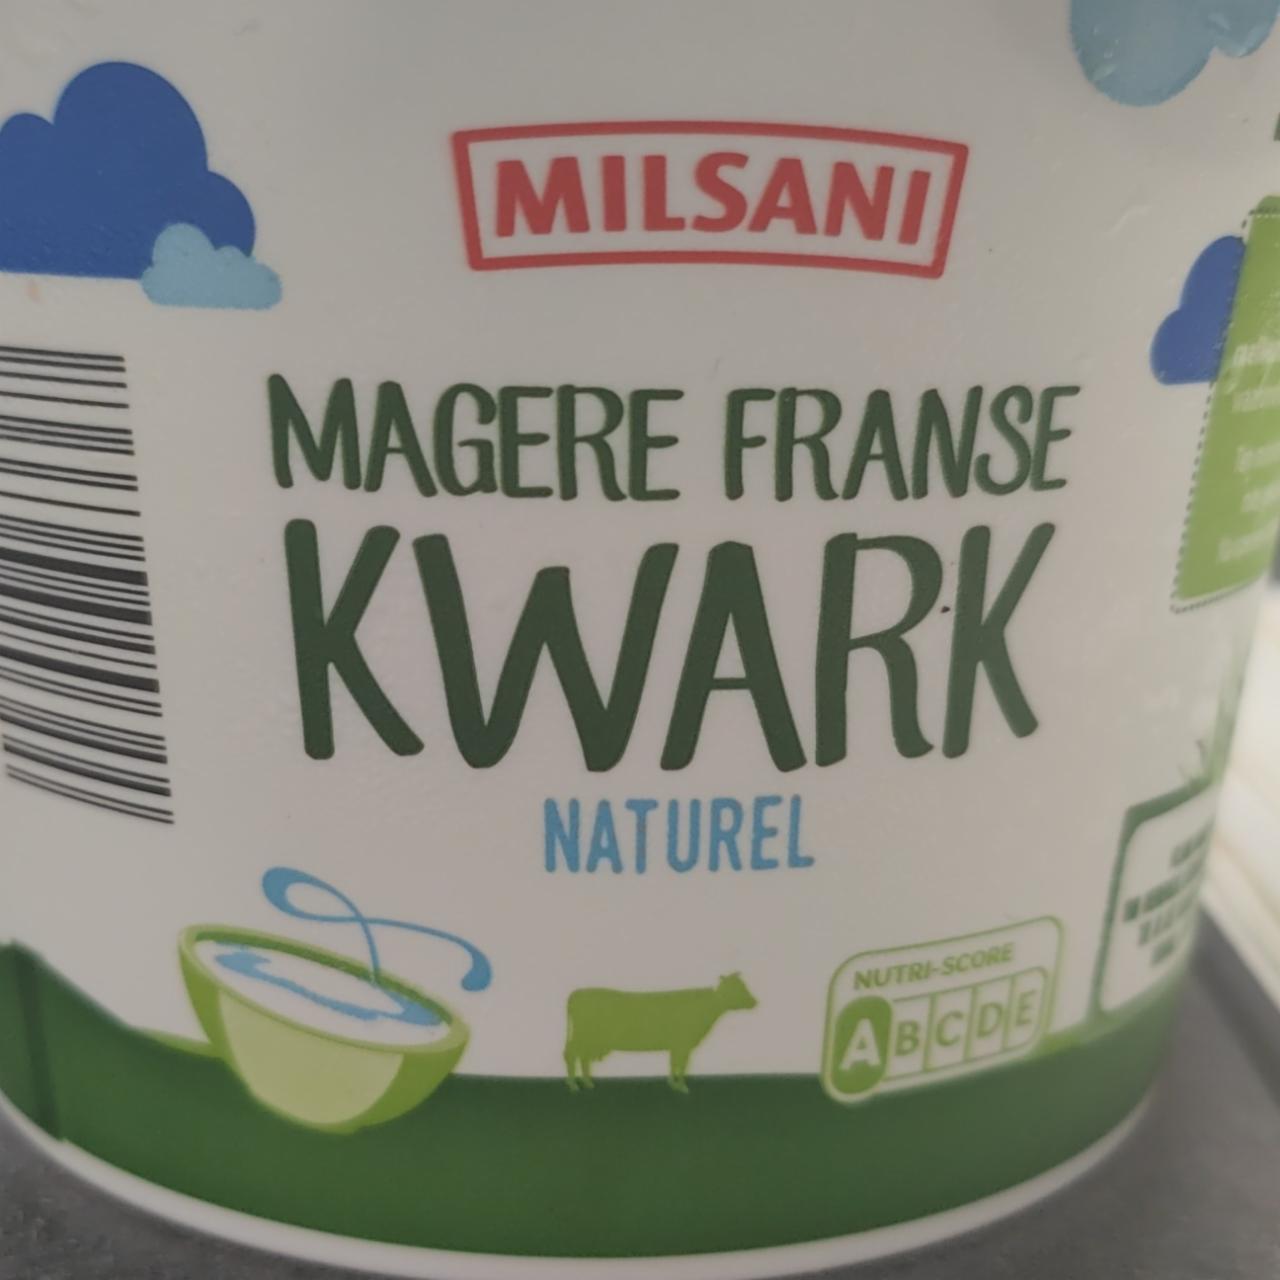 MILSANI
MAGERE FRANSE
KWARK
NATUREL
NUTRI-SCORE
A B C D E